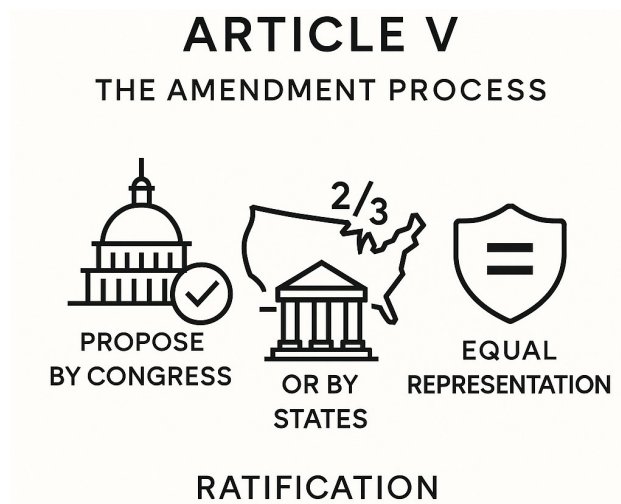 ARTICLE V
THE AMENDMENT PROCESS
2/3
PROPOSE
BY CONGRESS
OR BY
STATES
EQUAL
REPRESENTATION
RATIFICATION